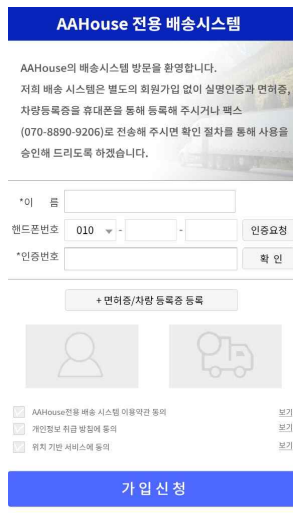 AAHouse 전용 배송시스템
AAHouse의 배송시스템 방문을 환영합니다.
저희 배송 시스템은 별도의 회원가입 없이 실명인증과 면허증,
차량등록증을 휴대폰을 통해 등록해 주시거나 팩스
(070-8890-9206)로 전송해 주시면 확인 절차를 통해 사용을
승인해 드리도록 하겠습니다.
*이 름
핸드폰번호 010 - - 인증요청
*인증번호 확 인
+ 면허증/차량 등록증 등록
AAHouse전용 배송 시스템 이용약관 동의 보기
개인정보 취급 방침에 동의 보기
위치 기반 서비스에 동의 보기
가 입 신 청